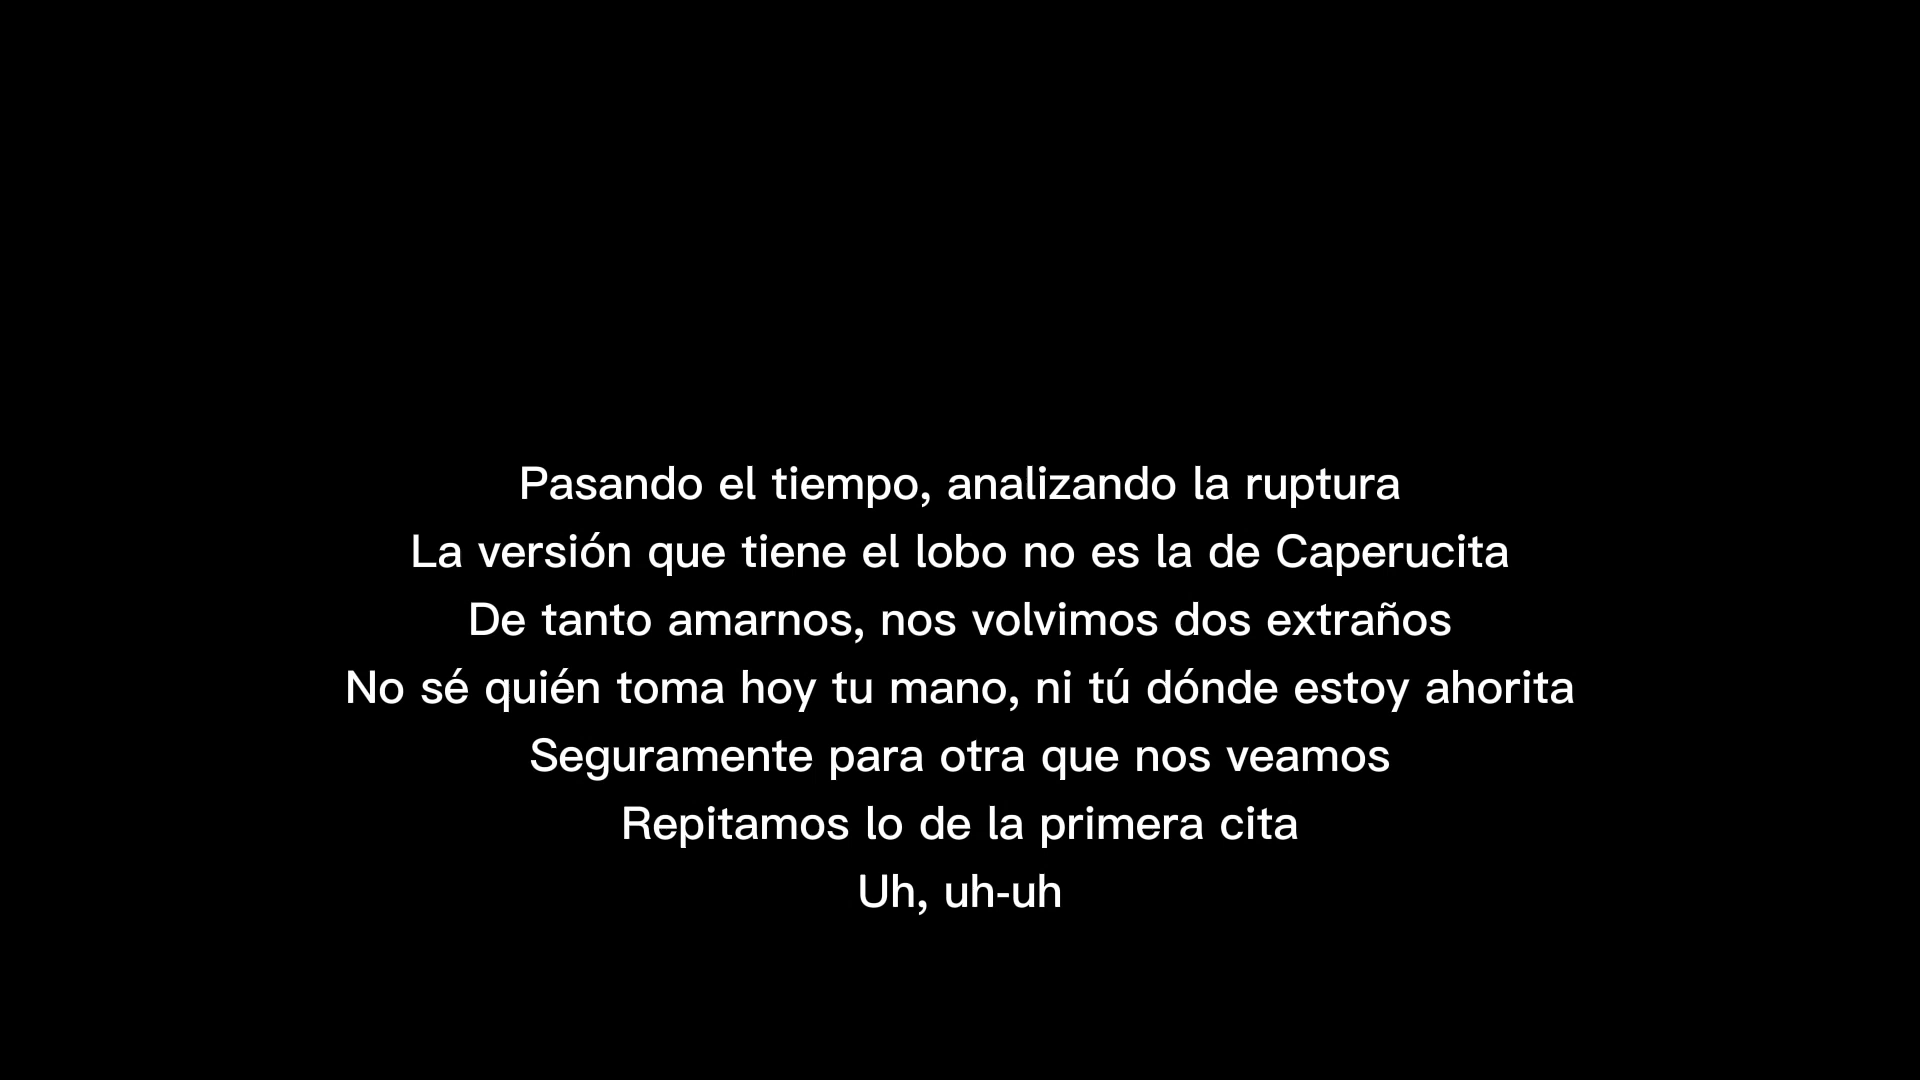 Pasando el tiempo, analizando la ruptura
La versión que tiene el lobo no es la de Caperucita
De tanto amarnos, nos volvimos dos extraños
No sé quién toma hoy tu mano, ni tú dónde estoy ahorita
Seguramente para otra que nos veamos
Repitamos lo de la primera cita
Uh, uh-uh